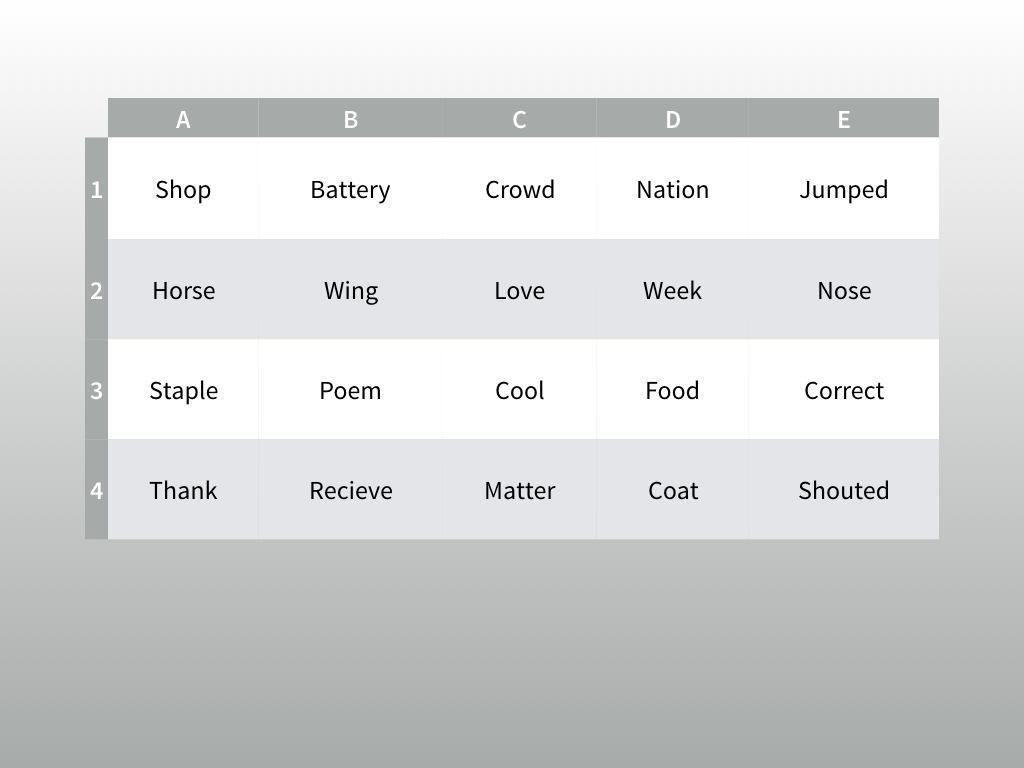 A B C D E
1 Shop Battery Crowd Nation Jumped
2 Horse Wing Love Week Nose
3 Staple Poem Cool Food Correct
4 Thank Recieve Matter Coat Shouted